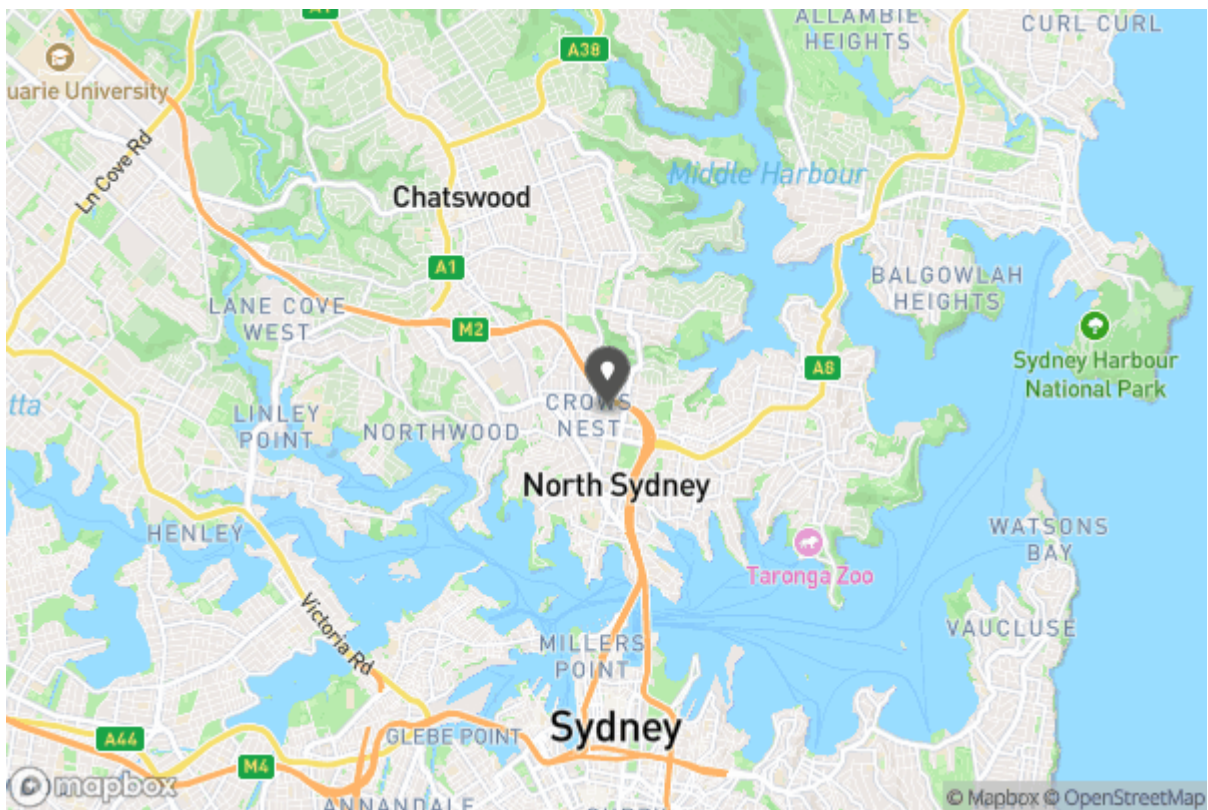 A1
A38
ALLAMBIE
HEIGHTS
CURL CURL
uarie University
Ln Cove Rd
Middle Harbour
Chatswood
A1
BALGOWLAH
HEIGHTS
LANE COVE
WEST
M2
Sydney Harbour
National Park
A8
tta
CROWS
NEST
LINLEY
POINT
NORTHWOOD
North Sydney
HENLEY
WATSONS
BAY
Taronga Zoo
Victoria Rd
MILLERS
POINT
VAUCLUSE
Sydney
A44
GLEBE POINT
M4
mapbox
ANNANDALE
© Mapbox © OpenStreetMap